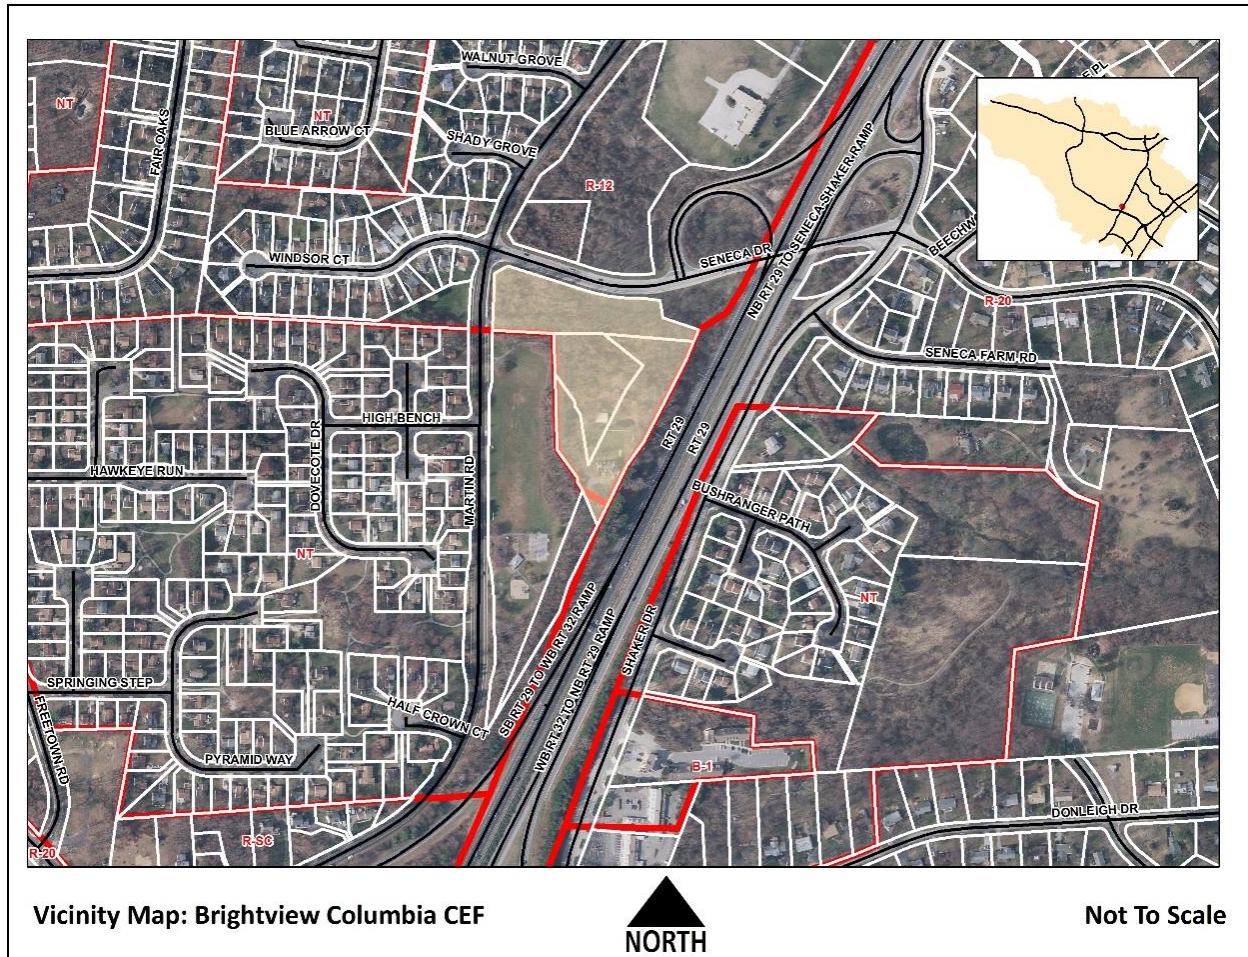 WALNUT GROVE
E PL
NT
NT
BLUE ARROW CT
FAIR OAKS
SHADY GROVE
R-12
NB RT 29 TO SENECA-SHAKER RAMP
WINDSOR CT
SENECA DR
BEECHW
R-20
SENECA FARM RD
HIGH BENCH
RT 29
RT 29
HAWKEYE RUN
DOVECOTE DR
MARTIN RD
BUSHRANGER PATH
NT
NT
SB RT 29 TO WB RT 32 RAMP
WB RT 32 TO NB RT 29 RAMP
SHAKER DR
SPRINGING STEP
FREETOWN RD
HALF CROWN CT
PYRAMID WAY
B-1
R-SC
R-20
DONLEIGH DR
Vicinity Map: Brightview Columbia CEF
NORTH
Not To Scale